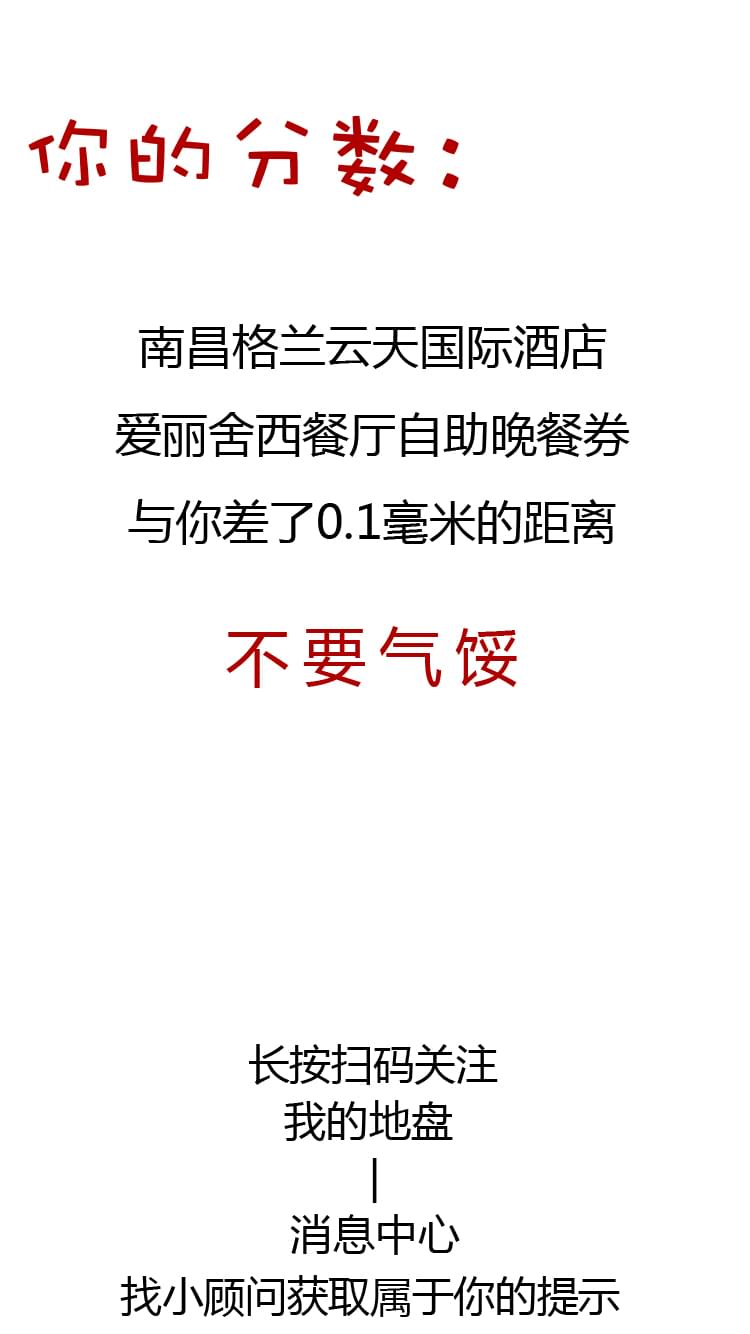 你的分数：
南昌格兰云天国际酒店
爱丽舍西餐厅自助晚餐券
与你差了0.1毫米的距离
不要气馁
长按扫码关注
我的地盘
|
消息中心
找小顾问获取属于你的提示